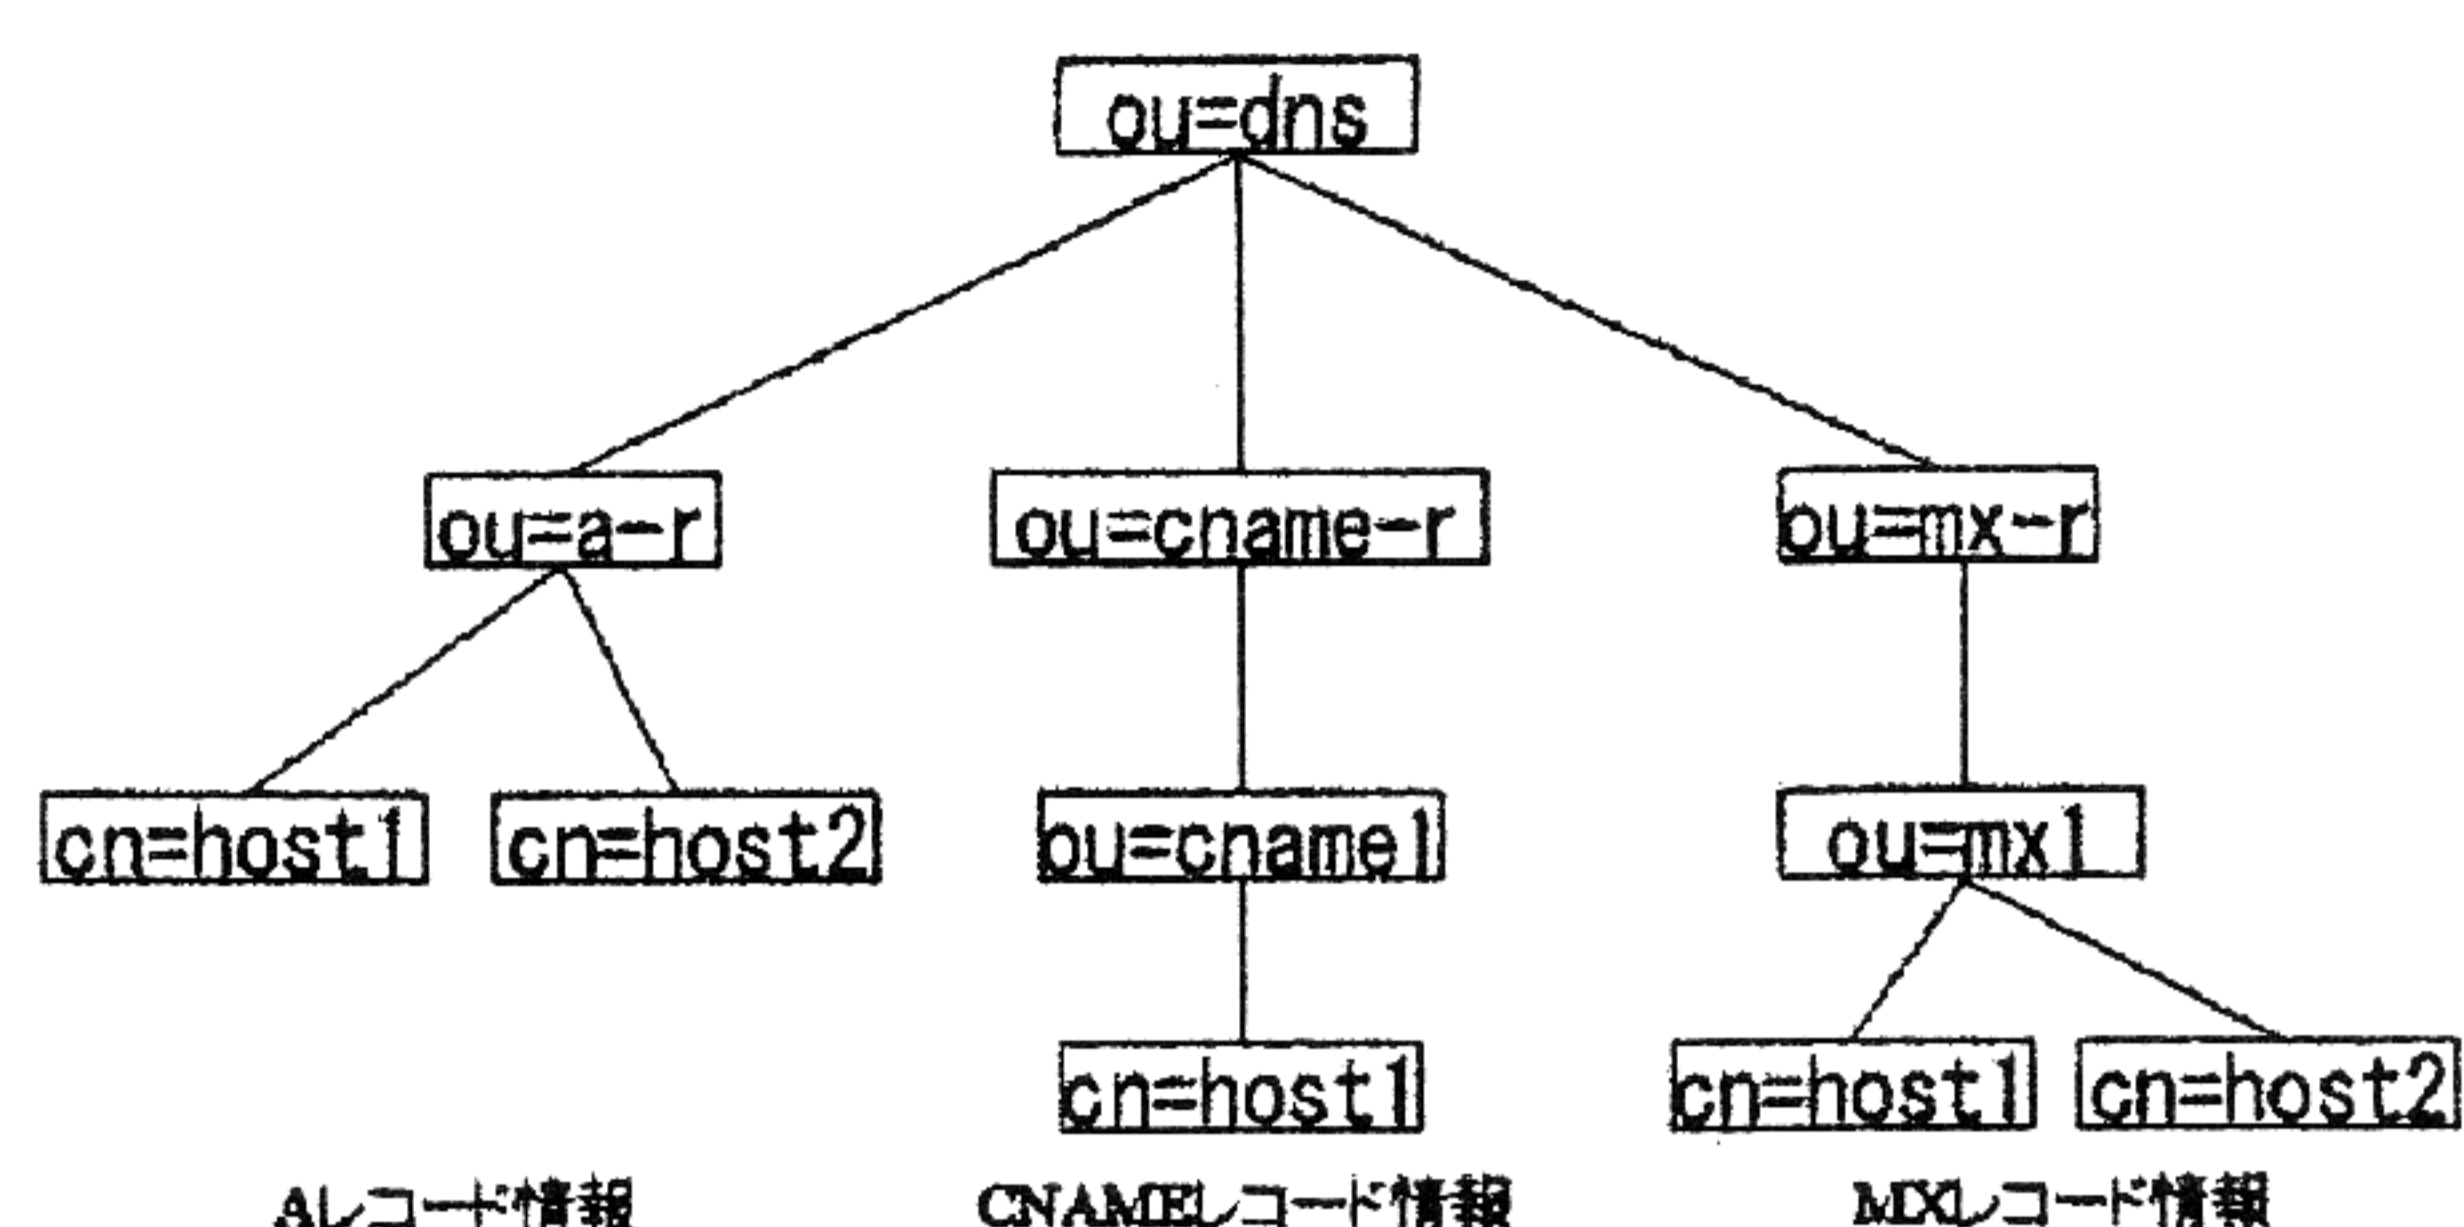 ou=dns
ou=a-r
ou=cname-r
ou=mx-r
cn=host1
cn=host2
ou=cname1
ou=mx1
cn=host1
cn=host1
cn=host2
Aレコード情報
CNAMEレコード情報
MXレコード情報